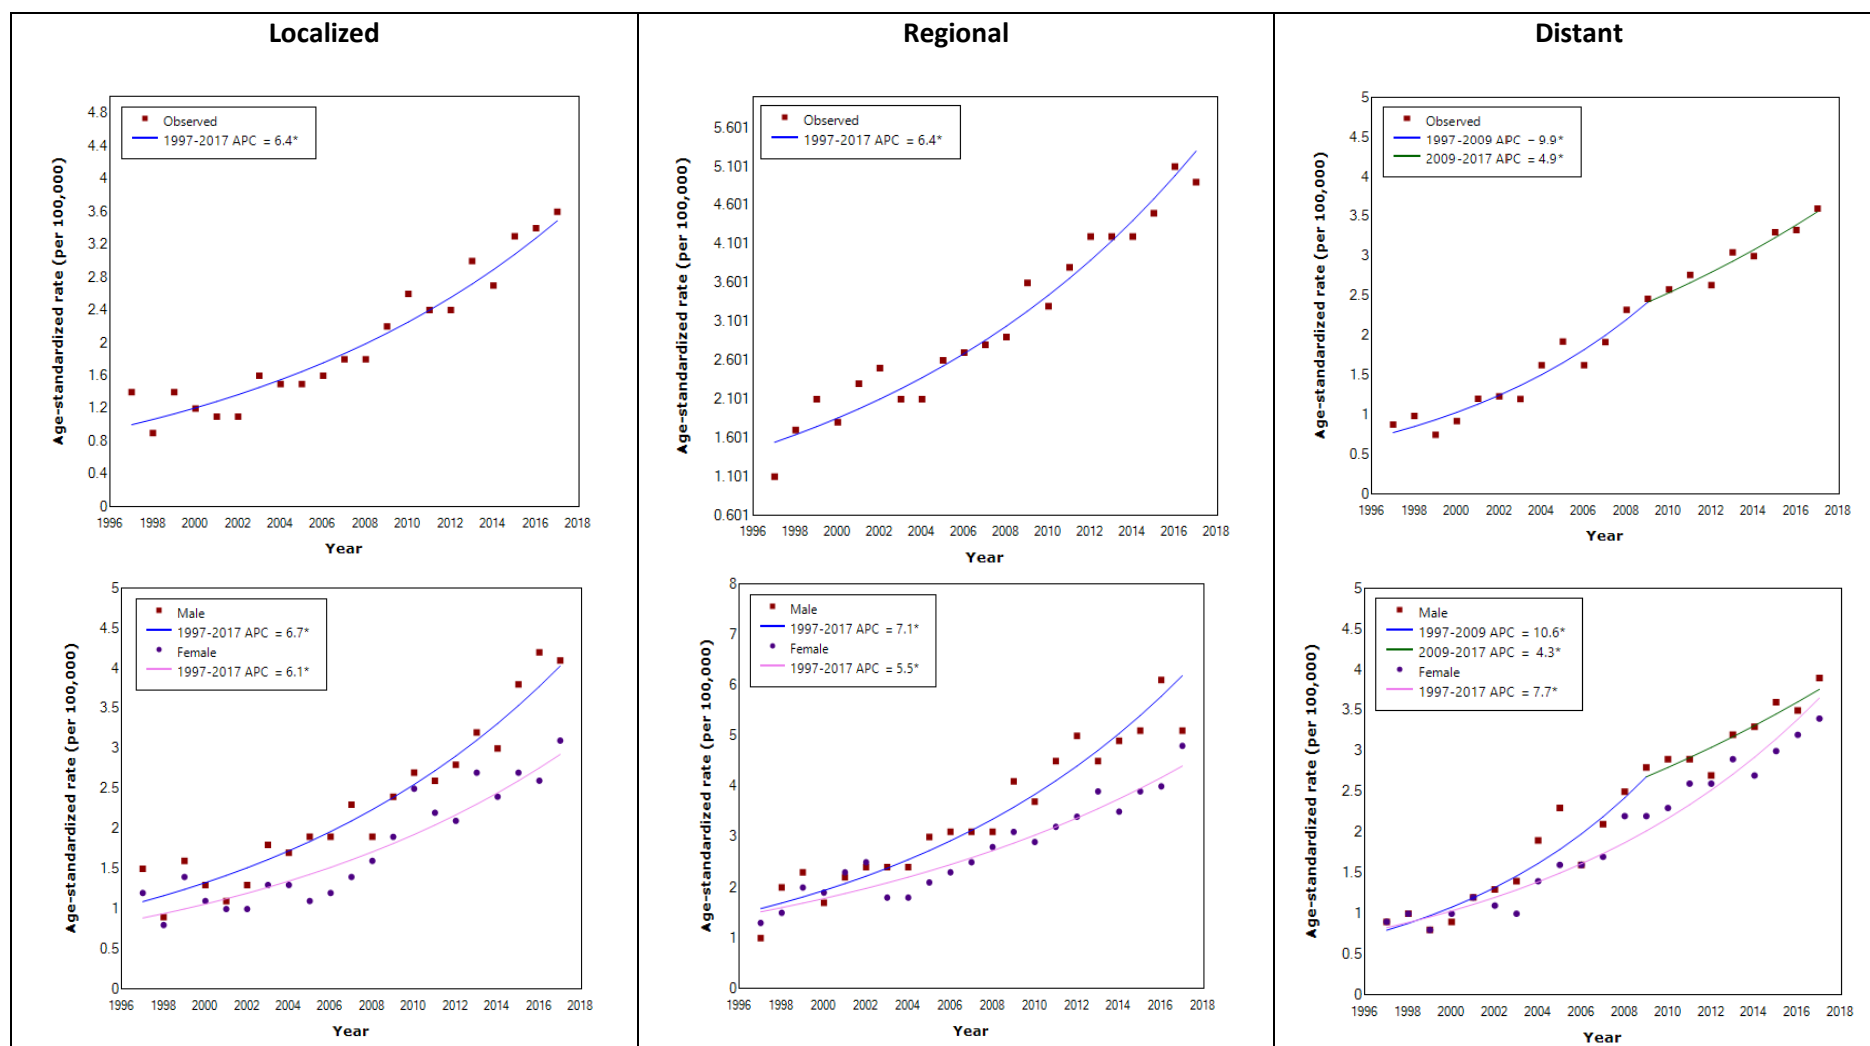 Localized
Regional
Distant
Age-standardized rate (per 100,000)
4.8
4.4
4
3.6
3.2
2.8
2.4
2
1.6
1.2
0.8
0.4
0
Observed
1997-2017 APC = 6.4*
1996 1998 2000 2002 2004 2006 2008 2010 2012 2014 2016 2018
Year
Age-standardized rate (per 100,000)
5.601
5.101
4.601
4.101
3.601
3.101
2.601
2.101
1.601
1.101
0.601
Observed
1997-2017 APC = 6.4*
1996 1998 2000 2002 2004 2006 2008 2010 2012 2014 2016 2018
Year
Age-standardized rate (per 100,000)
5
4.5
4
3.5
3
2.5
2
1.5
1
0.5
0
Observed
1997-2009 APC = 9.9*
2009-2017 APC = 4.9*
1996 1998 2000 2002 2004 2006 2008 2010 2012 2014 2016 2018
Year
Age-standardized rate (per 100,000)
5
4.5
4
3.5
3
2.5
2
1.5
1
0.5
0
Male
1997-2017 APC = 6.7*
Female
1997-2017 APC = 6.1*
1996 1998 2000 2002 2004 2006 2008 2010 2012 2014 2016 2018
Year
Age-standardized rate (per 100,000)
8
7
6
5
4
3
2
1
0
Male
1997-2017 APC = 7.1*
Female
1997-2017 APC = 5.5*
1996 1998 2000 2002 2004 2006 2008 2010 2012 2014 2016 2018
Year
Age-standardized rate (per 100,000)
5
4.5
4
3.5
3
2.5
2
1.5
1
0.5
0
Male
1997-2009 APC = 10.6*
2009-2017 APC = 4.3*
Female
1997-2017 APC = 7.7*
1996 1998 2000 2002 2004 2006 2008 2010 2012 2014 2016 2018
Year